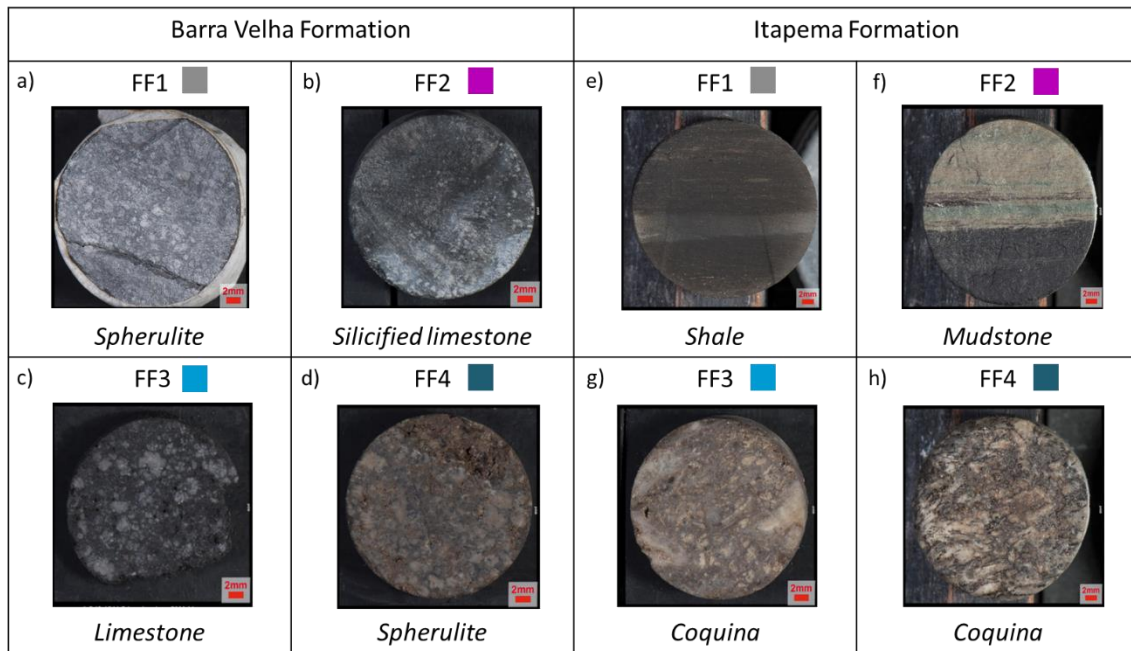 Barra Velha Formation
Itapema Formation
a)
FF1
b)
FF2
e)
FF1
f)
FF2
2mm
2mm
2mm
2mm
Spherulite
Silicified limestone
Shale
Mudstone
c)
FF3
d)
FF4
g)
FF3
h)
FF4
2mm
2mm
2mm
2mm
Limestone
Spherulite
Coquina
Coquina